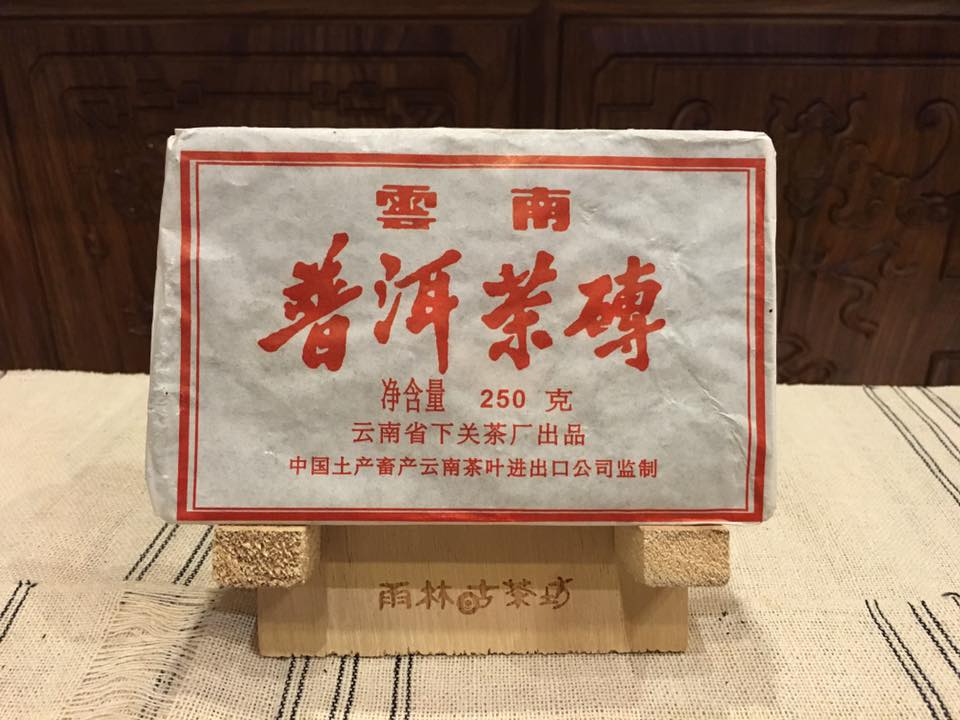 雲南
普洱茶磚
净含量 250 克
云南省下关茶厂出品
中国土产畜产云南茶叶进出口公司监制
雨林古茶坊